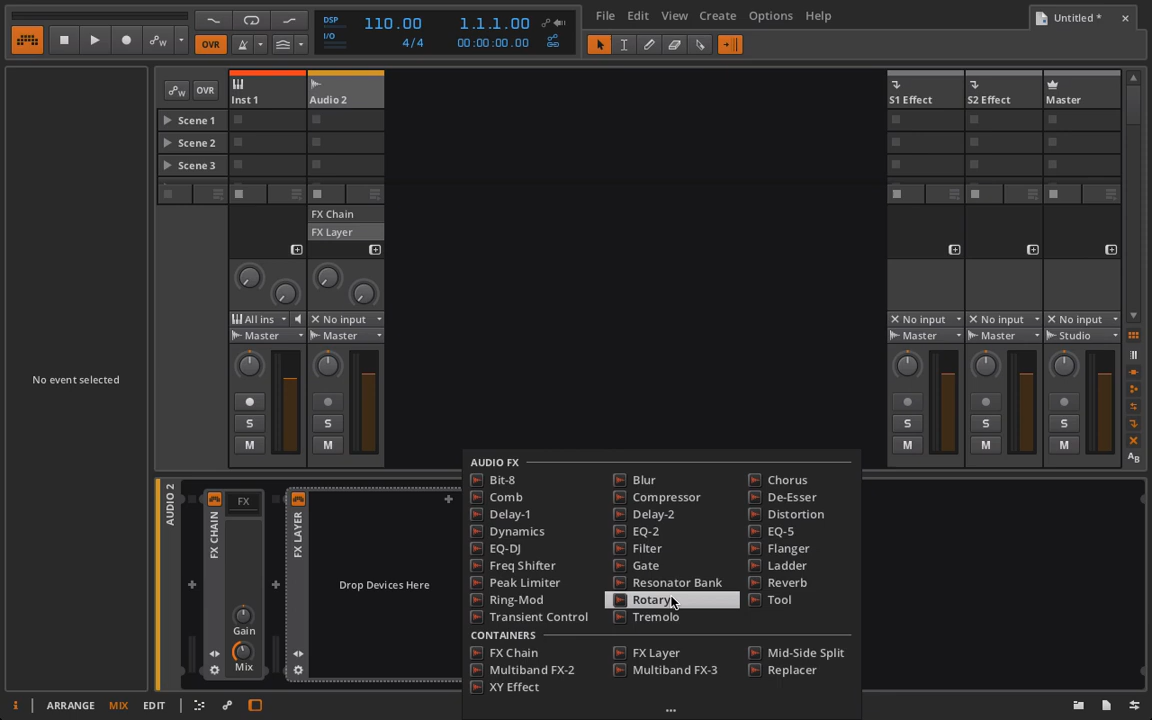 OVR
DSP
I/O
110.00
4/4
1.1.1.00
00:00:00.00
File Edit View Create Options Help
Untitled *
W OVR
Inst 1
Audio 2
S1 Effect
S2 Effect
Master
Scene 1
Scene 2
Scene 3
FX Chain
FX Layer
All ins
No input
No input
No input
No input
Master
Master
Master
Master
Studio
S
S
S
S
S
M
M
M
M
M
AB
No event selected
AUDIO 2
FX CHAIN
FX
Gain
Mix
FX LAYER
Drop Devices Here
AUDIO FX
Bit-8 Blur Chorus
Comb Compressor De-Esser
Delay-1 Delay-2 Distortion
Dynamics EQ-2 EQ-5
EQ-DJ Filter Flanger
Freq Shifter Gate Ladder
Peak Limiter Resonator Bank Reverb
Ring-Mod Rotary Tool
Transient Control Tremolo
CONTAINERS
FX Chain FX Layer Mid-Side Split
Multiband FX-2 Multiband FX-3 Replacer
XY Effect
...
i ARRANGE MIX EDIT